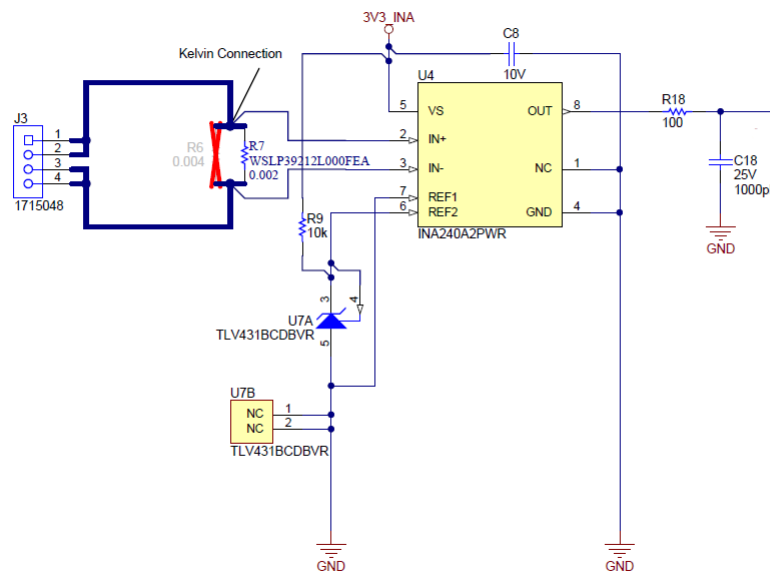 3V3_INA
Kelvin Connection
C8
10V
U4
J3
1
2
3
4
1715048
R6
0.004
R7
WSLP39212L000FEA
0.002
5
VS
OUT
8
2
IN+
3
IN-
NC
1
7
REF1
6
REF2
GND
4
INA240A2PWR
R18
100
C18
25V
1000p
GND
R9
10k
3
4
U7A
TLV431BCDBVR
5
U7B
NC
1
NC
2
TLV431BCDBVR
GND
GND